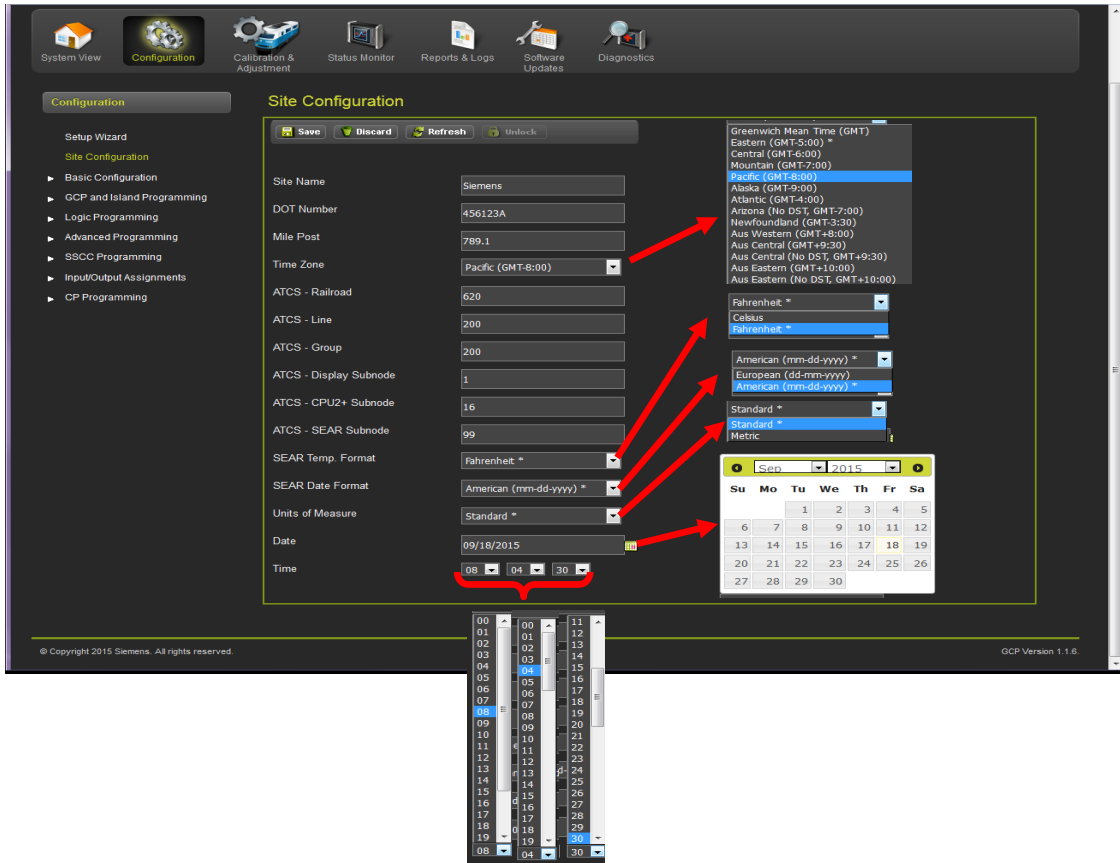 System View
Configuration
Calibration &
Adjustment
Status Monitor
Reports & Logs
Software
Updates
Diagnostics
Configuration
Setup Wizard
Site Configuration
Basic Configuration
GCP and Island Programming
Logic Programming
Advanced Programming
SSCC Programming
Input/Output Assignments
CP Programming
Site Configuration
Save Discard Refresh Unlock
Site Name Siemens
DOT Number 456123A
Mile Post 789.1
Time Zone Pacific (GMT-8:00)
ATCS - Railroad 620
ATCS - Line 200
ATCS - Group 200
ATCS - Display Subnode 1
ATCS - CPU2+ Subnode 16
ATCS - SEAR Subnode 99
SEAR Temp. Format Fahrenheit *
SEAR Date Format American (mm-dd-yyyy) *
Units of Measure Standard *
Date 09/18/2015
Time 08 04 30
Greenwich Mean Time (GMT)
Eastern (GMT-5:00) *
Central (GMT-6:00)
Mountain (GMT-7:00)
Pacific (GMT-8:00)
Alaska (GMT-9:00)
Atlantic (GMT-4:00)
Arizona (No DST, GMT-7:00)
Newfoundland (GMT-3:30)
Aus Western (GMT+8:00)
Aus Central (GMT+9:30)
Aus Central (No DST, GMT+9:30)
Aus Eastern (GMT+10:00)
Aus Eastern (No DST, GMT+10:00)
Fahrenheit *
Celsius
Fahrenheit *
American (mm-dd-yyyy) *
European (dd-mm-yyyy)
American (mm-dd-yyyy) *
Standard *
Standard *
Metric
Sep 2015
Su Mo Tu We Th Fr Sa
1 2 3 4 5
6 7 8 9 10 11 12
13 14 15 16 17 18 19
20 21 22 23 24 25 26
27 28 29 30
00
01
02
03
04
05
06
07
08
09
10
11
12
13
14
15
16
17
18
19
08
00
01
02
03
04
05
06
07
08
09
10
11
12
13
14
15
16
17
18
19
04
11
12
13
14
15
16
17
18
19
20
21
22
23
24
25
26
27
28
29
30
30
© Copyright 2015 Siemens. All rights reserved.
GCP Version 1.1.6.